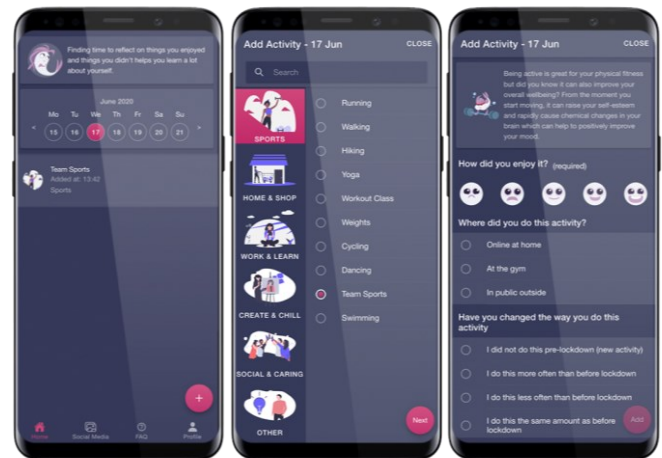 Finding time to reflect on things you enjoyed
and things you didn't helps you learn a lot
about yourself.
June 2020
Mo Tu We Th Fr Sa Su
< 15 16 17 18 19 20 21 >
Team Sports
Added at: 13:42
Sports
+
Home Social Media FAQ Profile
Add Activity - 17 Jun CLOSE
Search
SPORTS
HOME & SHOP
WORK & LEARN
CREATE & CHILL
SOCIAL & CARING
OTHER
Running
Walking
Hiking
Yoga
Workout Class
Weights
Cycling
Dancing
Team Sports
Swimming
Next
Add Activity - 17 Jun CLOSE
Being active is great for your physical fitness
but did you know it can also improve your
overall wellbeing? From the moment you
start moving, it can raise your self-esteem
and rapidly cause chemical changes in your
brain which can help to positively improve
your mood.
How did you enjoy it? (required)
Where did you do this activity?
Online at home
At the gym
In public outside
Have you changed the way you do this
activity
I did not do this pre-lockdown (new activity)
I do this more often than before lockdown
I do this less often than before lockdown
I do this the same amount as before
lockdown
Add